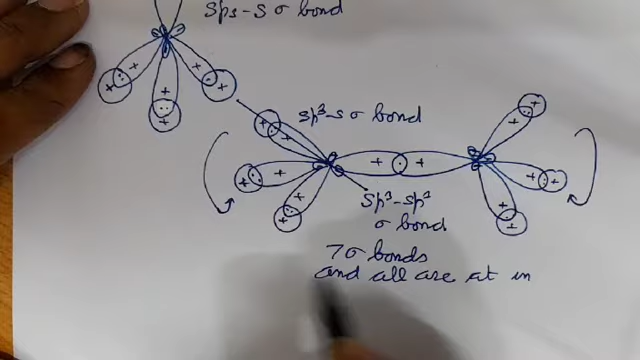 sp3-s σ bond
sp³-s σ bond
sp³-sp³
σ bond
7σ bonds
and all are at in